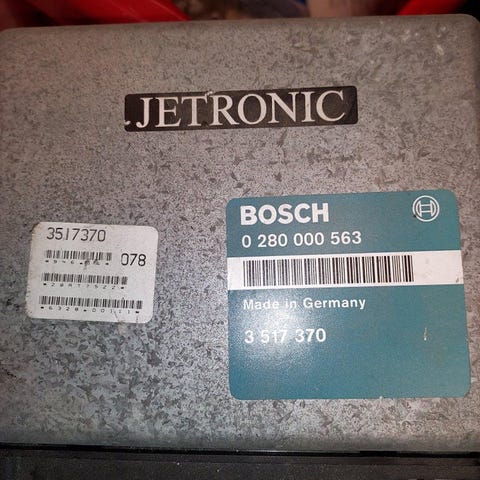 .JETRONIC
3517370
078
BOSCH
0 280 000 563
Made in Germany
3 517 370